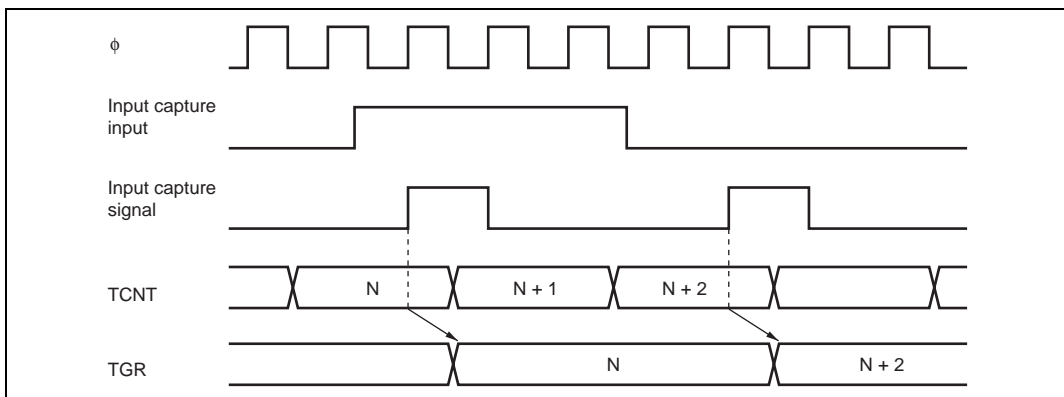 ϕ
Input capture
input
Input capture
signal
TCNT
N
N + 1
N + 2
TGR
N
N + 2